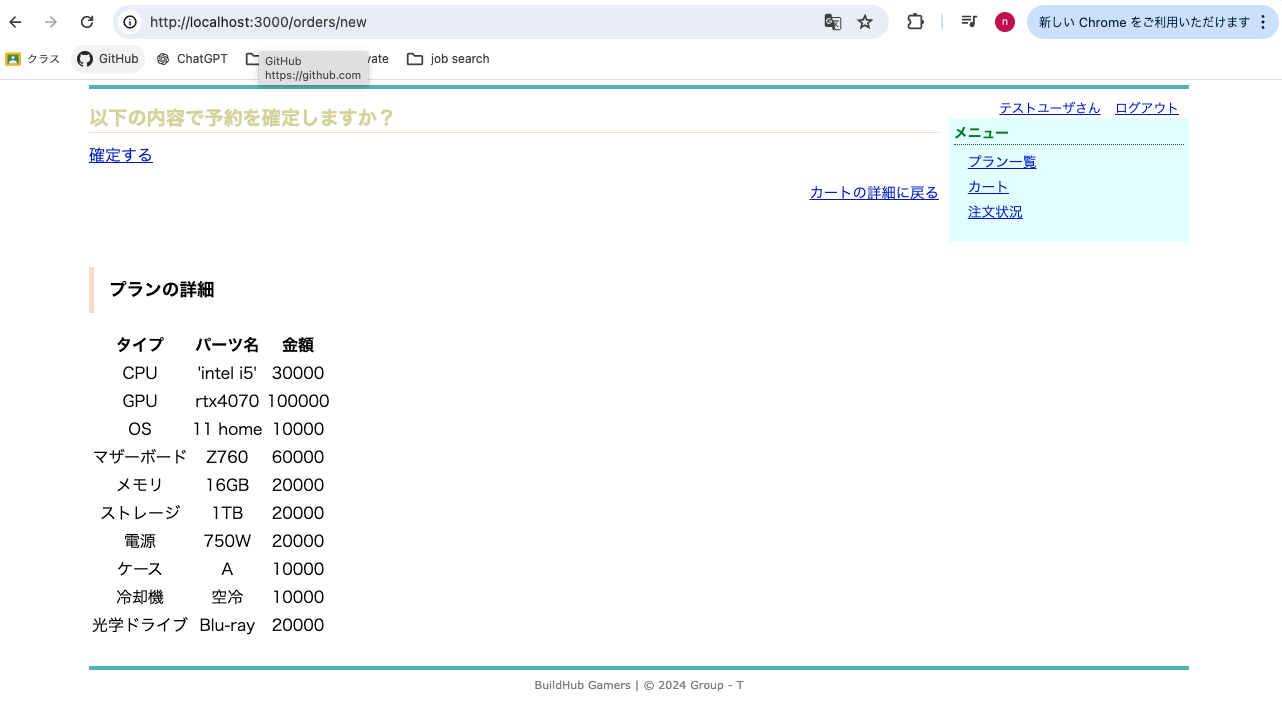 http://localhost:3000/orders/new
n
新しい Chrome をご利用いただけます
クラス
GitHub
ChatGPT
vate
job search
GitHub
https://github.com
以下の内容で予約を確定しますか？
テストユーザさん ログアウト
メニュー
プラン一覧
カート
注文状況
確定する
カートの詳細に戻る
プランの詳細
タイプ パーツ名 金額
CPU 'intel i5' 30000
GPU rtx4070 100000
OS 11 home 10000
マザーボード Z760 60000
メモリ 16GB 20000
ストレージ 1TB 20000
電源 750W 20000
ケース A 10000
冷却機 空冷 10000
光学ドライブ Blu-ray 20000
BuildHub Gamers | © 2024 Group - T